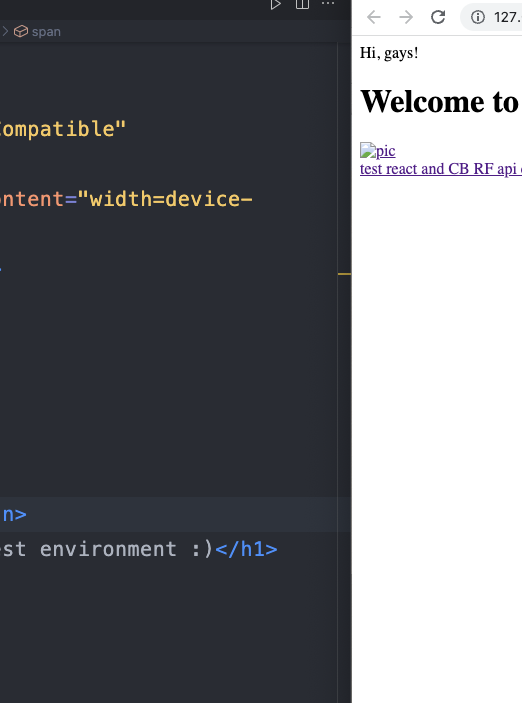 span
Compatible"
ontent="width=device-
n>
est environment :)</h1>
127.
Hi, gays!
Welcome to
pic
test react and CB RF api